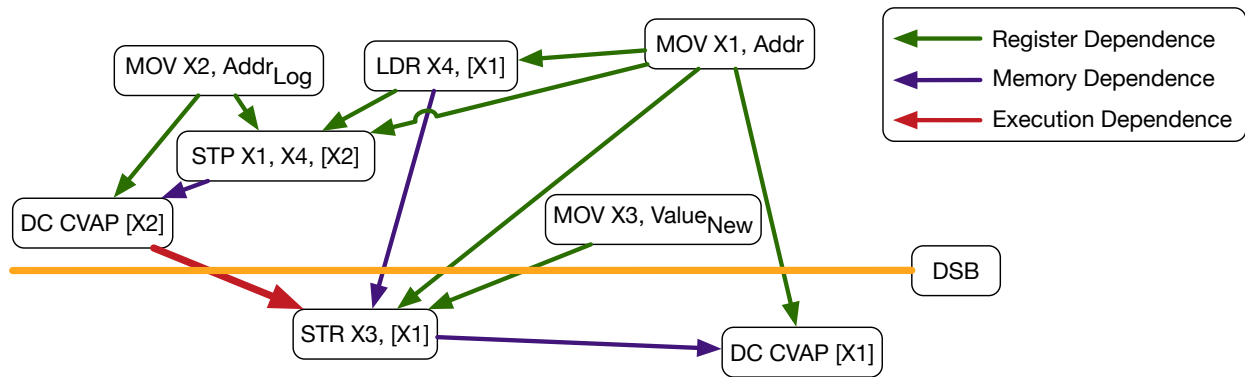 MOV X2, AddrLog
LDR X4, [X1]
MOV X1, Addr
STP X1, X4, [X2]
DC CVAP [X2]
MOV X3, ValueNew
DSB
STR X3, [X1]
DC CVAP [X1]
Register Dependence
Memory Dependence
Execution Dependence